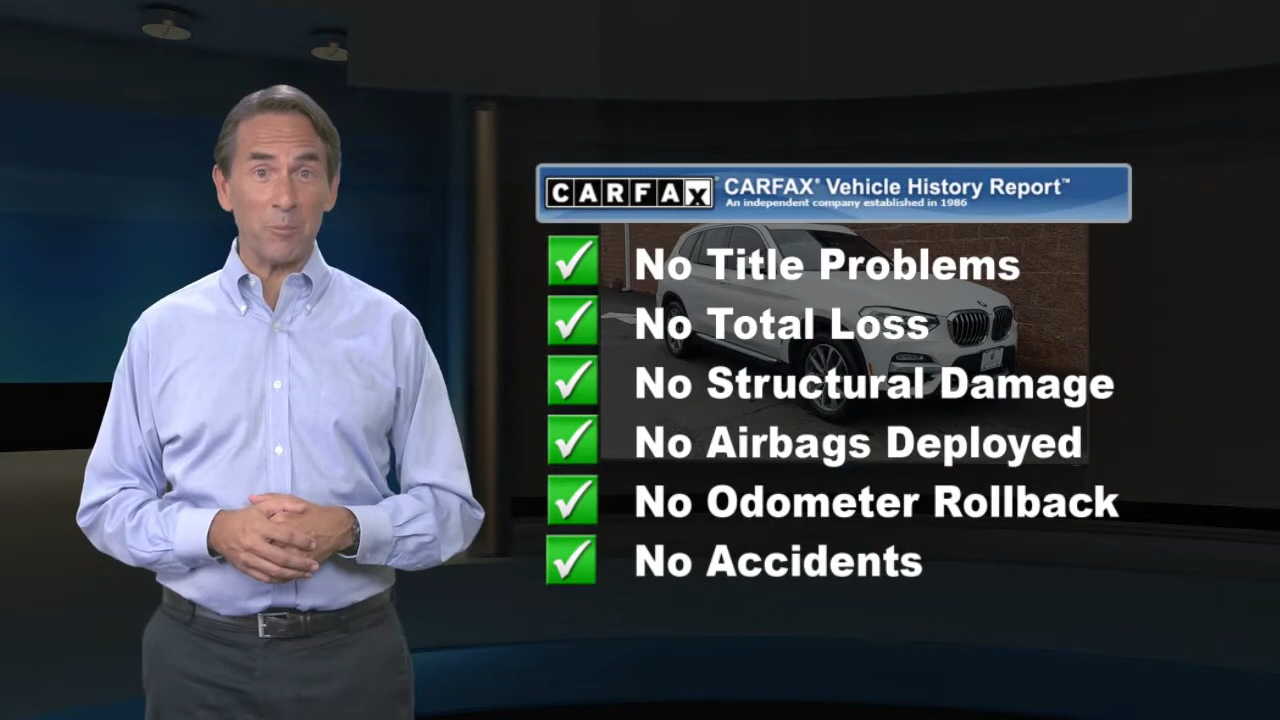 CARFAX® CARFAX® Vehicle History Report™
An independent company established in 1986
No Title Problems
No Total Loss
No Structural Damage
No Airbags Deployed
No Odometer Rollback
No Accidents